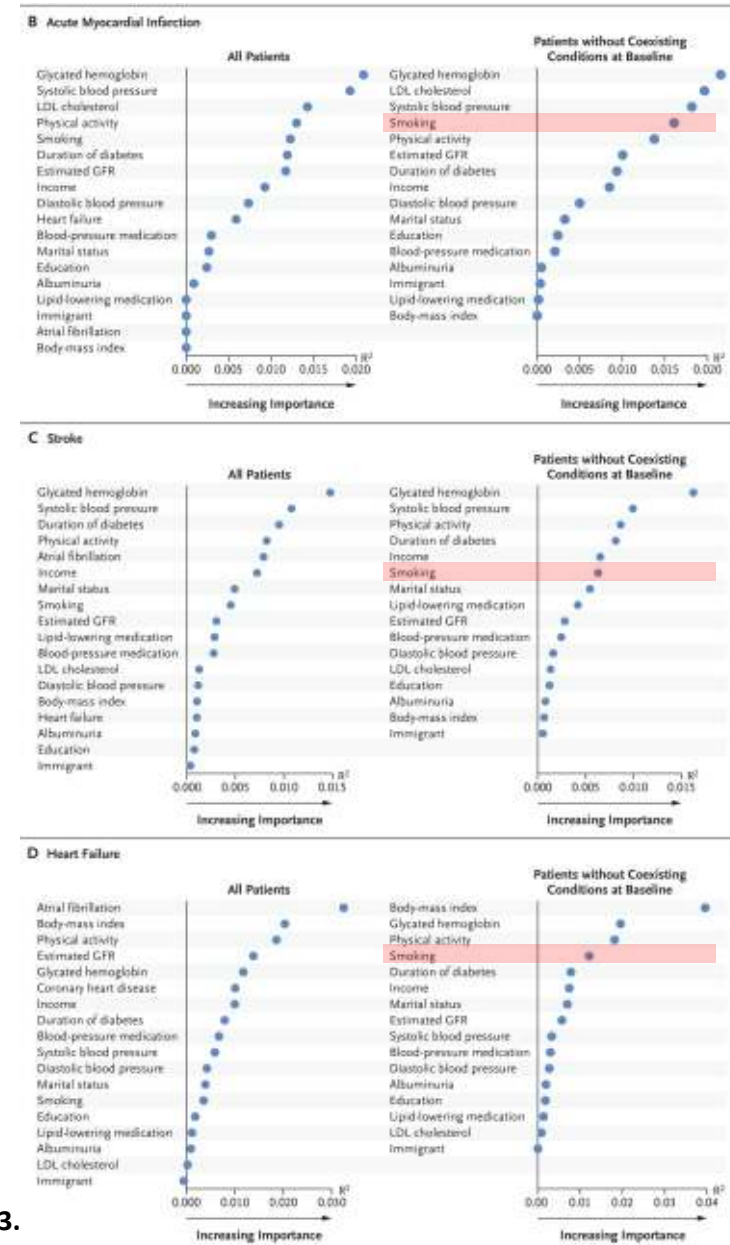 B Acute Myocardial Infarction
All Patients
Glycated hemoglobin
Systolic blood pressure
LDL cholesterol
Physical activity
Smoking
Duration of diabetes
Estimated GFR
Income
Diastolic blood pressure
Heart failure
Blood-pressure medication
Marital status
Education
Albuminuria
Lipid-lowering medication
Immigrant
Atrial fibrillation
Body-mass index
0.000 0.005 0.010 0.015 0.020
R²
Increasing Importance
Patients without Coexisting
Conditions at Baseline
Glycated hemoglobin
LDL cholesterol
Systolic blood pressure
Smoking
Physical activity
Estimated GFR
Duration of diabetes
Income
Diastolic blood pressure
Marital status
Education
Blood-pressure medication
Albuminuria
Immigrant
Lipid-lowering medication
Body-mass index
0.000 0.005 0.010 0.015 0.020
R²
Increasing Importance
C Stroke
All Patients
Glycated hemoglobin
Systolic blood pressure
Duration of diabetes
Physical activity
Atrial fibrillation
Income
Marital status
Smoking
Estimated GFR
Lipid-lowering medication
Blood-pressure medication
LDL cholesterol
Diastolic blood pressure
Body-mass index
Heart failure
Albuminuria
Education
Immigrant
0.000 0.005 0.010 0.015
R²
Increasing Importance
Patients without Coexisting
Conditions at Baseline
Glycated hemoglobin
Systolic blood pressure
Physical activity
Duration of diabetes
Income
Smoking
Marital status
Lipid-lowering medication
Estimated GFR
Blood-pressure medication
Diastolic blood pressure
LDL cholesterol
Education
Albuminuria
Body-mass index
Immigrant
0.000 0.005 0.010 0.015
R²
Increasing Importance
D Heart Failure
All Patients
Atrial fibrillation
Body-mass index
Physical activity
Estimated GFR
Glycated hemoglobin
Coronary heart disease
Income
Duration of diabetes
Blood-pressure medication
Systolic blood pressure
Diastolic blood pressure
Marital status
Smoking
Education
Lipid-lowering medication
Albuminuria
LDL cholesterol
Immigrant
0.000 0.010 0.020 0.030
R²
Increasing Importance
Patients without Coexisting
Conditions at Baseline
Body-mass index
Glycated hemoglobin
Physical activity
Smoking
Duration of diabetes
Income
Marital status
Estimated GFR
Systolic blood pressure
Blood-pressure medication
Diastolic blood pressure
Albuminuria
Education
Lipid-lowering medication
LDL cholesterol
Immigrant
0.00 0.01 0.02 0.03 0.04
R²
Increasing Importance
3.